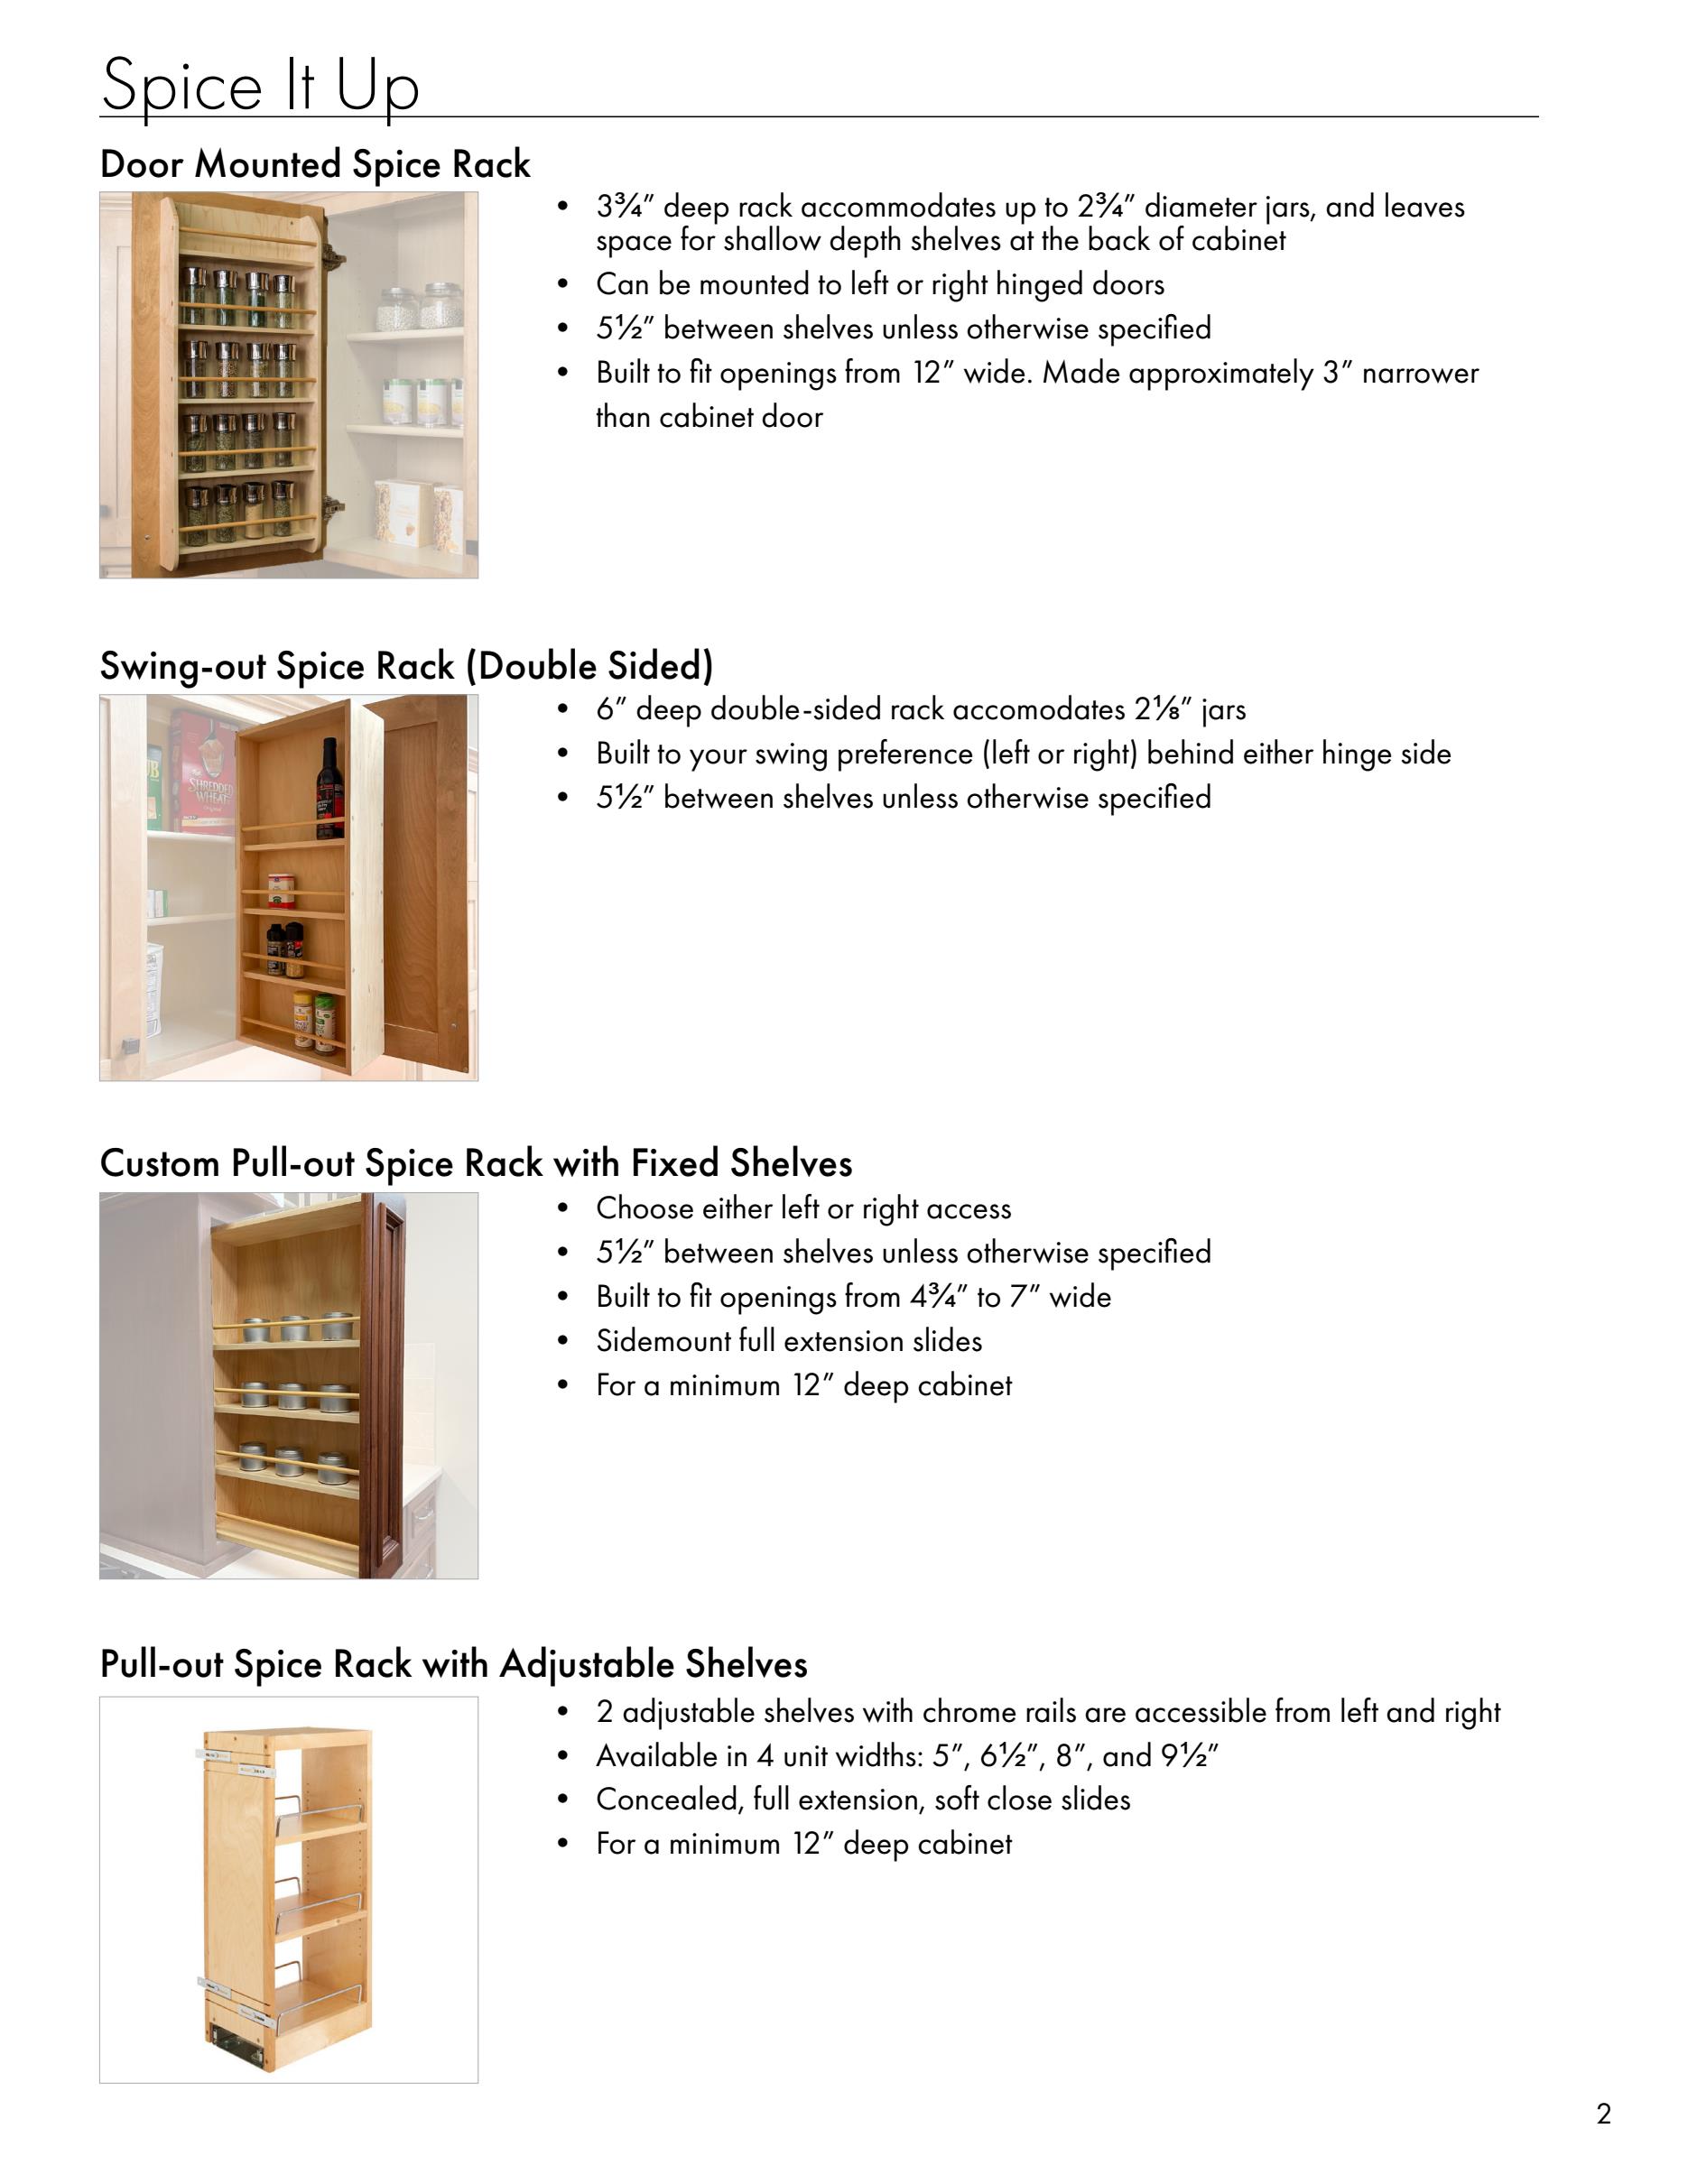 Spice It Up
Door Mounted Spice Rack
• 3¾″ deep rack accommodates up to 2¾″ diameter jars, and leaves
space for shallow depth shelves at the back of cabinet
• Can be mounted to left or right hinged doors
• 5½″ between shelves unless otherwise specified
• Built to fit openings from 12″ wide. Made approximately 3″ narrower
than cabinet door
Swing-out Spice Rack (Double Sided)
SHREDDED
WHEAT
• 6″ deep double-sided rack accomodates 2⅛″ jars
• Built to your swing preference (left or right) behind either hinge side
• 5½″ between shelves unless otherwise specified
Custom Pull-out Spice Rack with Fixed Shelves
• Choose either left or right access
• 5½″ between shelves unless otherwise specified
• Built to fit openings from 4¾″ to 7″ wide
• Sidemount full extension slides
• For a minimum 12″ deep cabinet
Pull-out Spice Rack with Adjustable Shelves
• 2 adjustable shelves with chrome rails are accessible from left and right
• Available in 4 unit widths: 5″, 6½″, 8″, and 9½″
• Concealed, full extension, soft close slides
• For a minimum 12″ deep cabinet
2